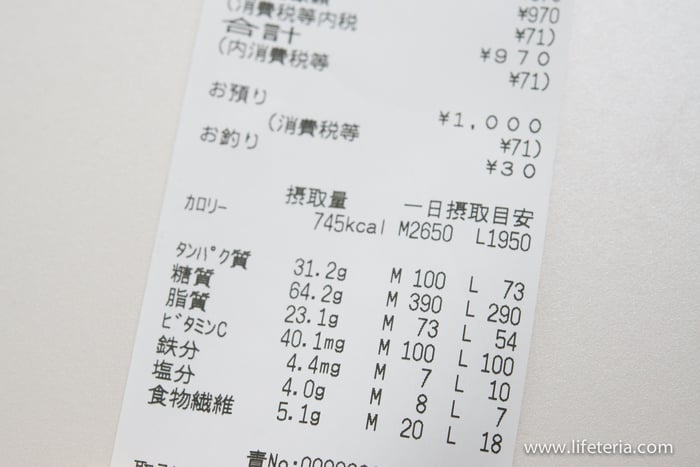 ¥970
(消費税等内税 ¥71)
合計 ¥970
(内消費税等 ¥71)
お預り ¥1,000
(消費税等 ¥71)
お釣り ¥30
摂取量 一日摂取目安
カロリー 745kcal M2650 L1950
タンパク質 31.2g M 100 L 73
糖質 64.2g M 390 L 290
脂質 23.1g M 73 L 54
ビタミンC 40.1mg M 100 L 100
鉄分 4.4mg M 7 L 10
塩分 4.0g M 8 L 7
食物繊維 5.1g M 20 L 18
責No:
www.lifeteria.com